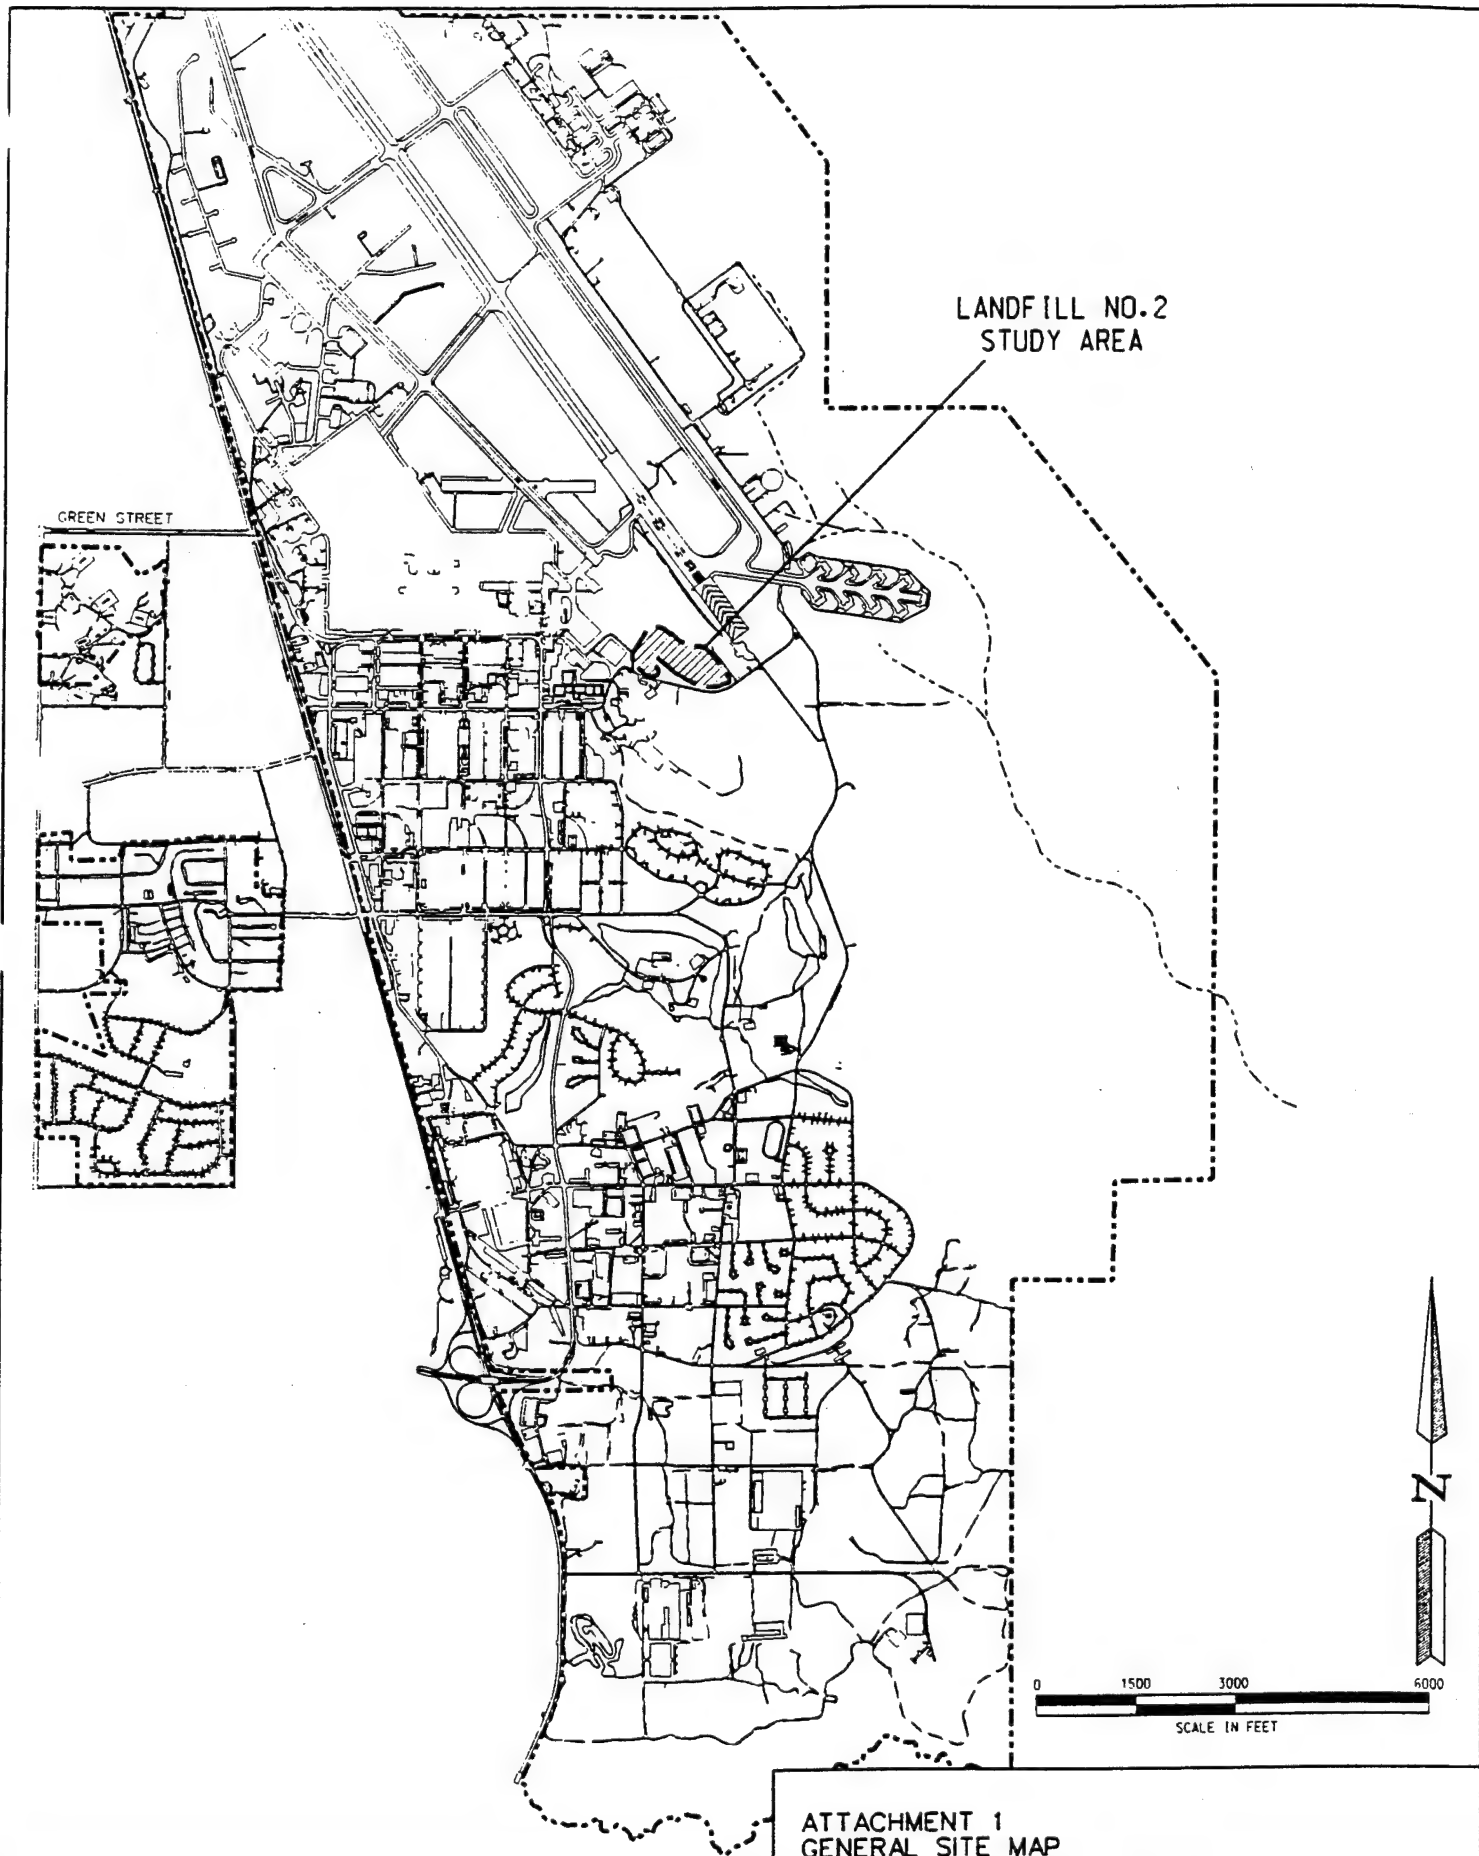 LANDFILL NO.2
STUDY AREA
GREEN STREET
N
0 1500 3000 6000
SCALE IN FEET
ATTACHMENT 1
GENERAL SITE MAP